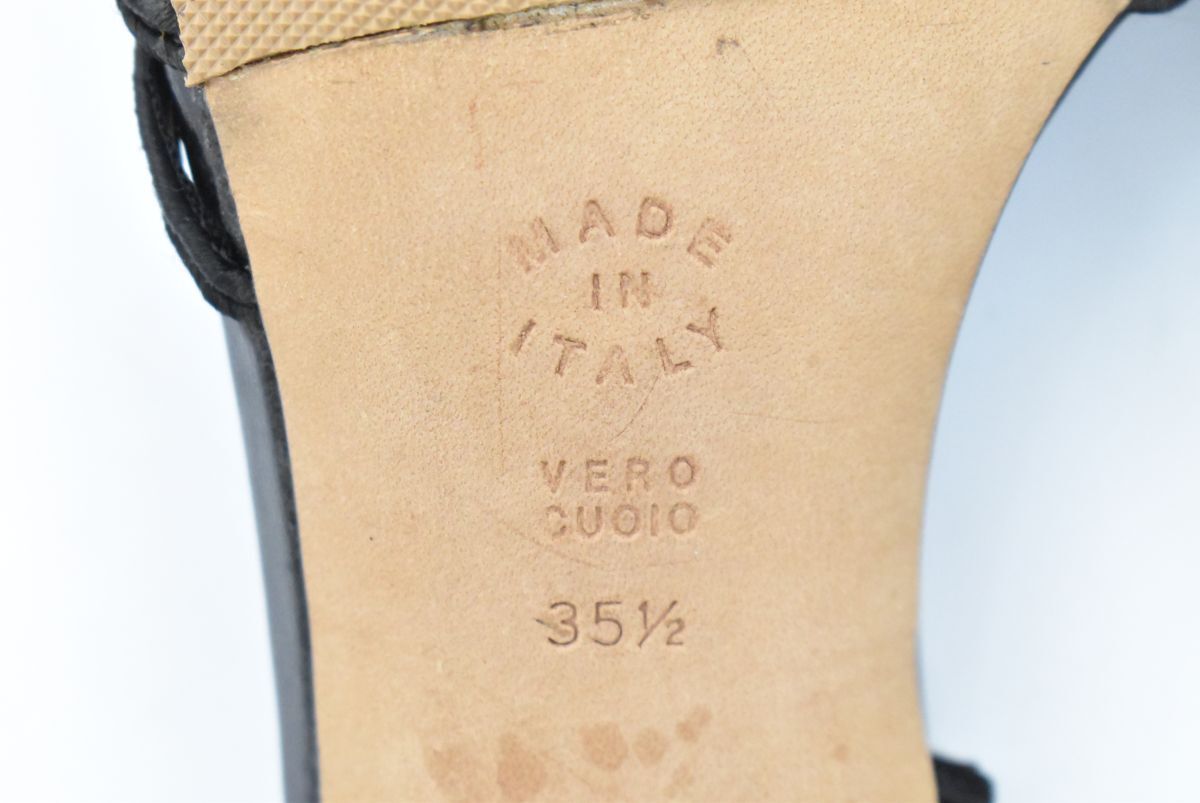 MADE
IN
ITALY
VERO
CUOIO
35½